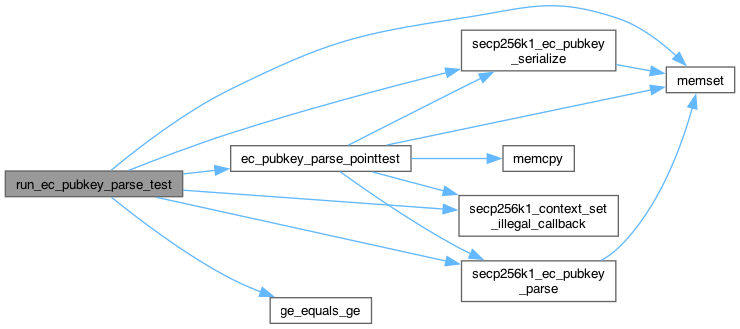 secp256k1_ec_pubkey
_serialize
memset
ec_pubkey_parse_pointtest
memcpy
run_ec_pubkey_parse_test
secp256k1_context_set
_illegal_callback
secp256k1_ec_pubkey
_parse
ge_equals_ge